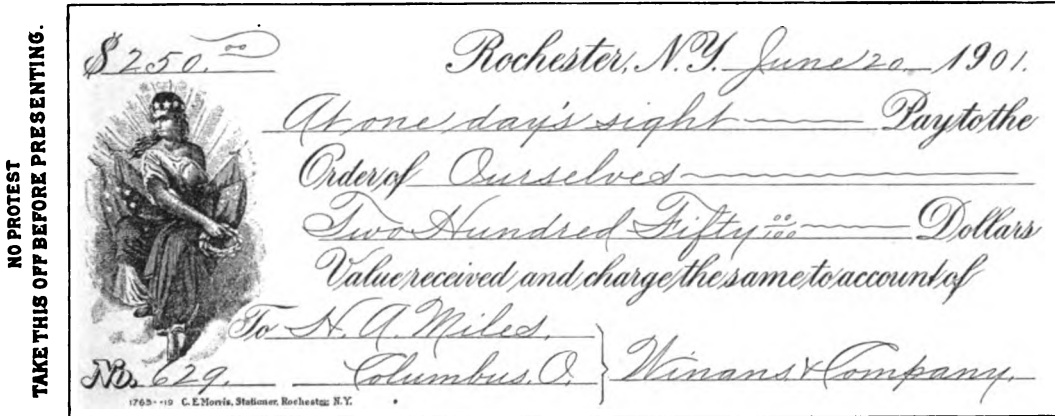 NO PROTEST
TAKE THIS OFF BEFORE PRESENTING.
$250.00 Rochester, N.Y. June 20 1901.
At one day's sight Pay to the
Order of Ourselves
Two Hundred Fifty 00/100 Dollars
Value received and charge the same to account of
To H. A. Miles,
No. 629. Columbus, O. } Winans & Company.
1765--19 C. E. Morris, Stationer, Rochester, N.Y.